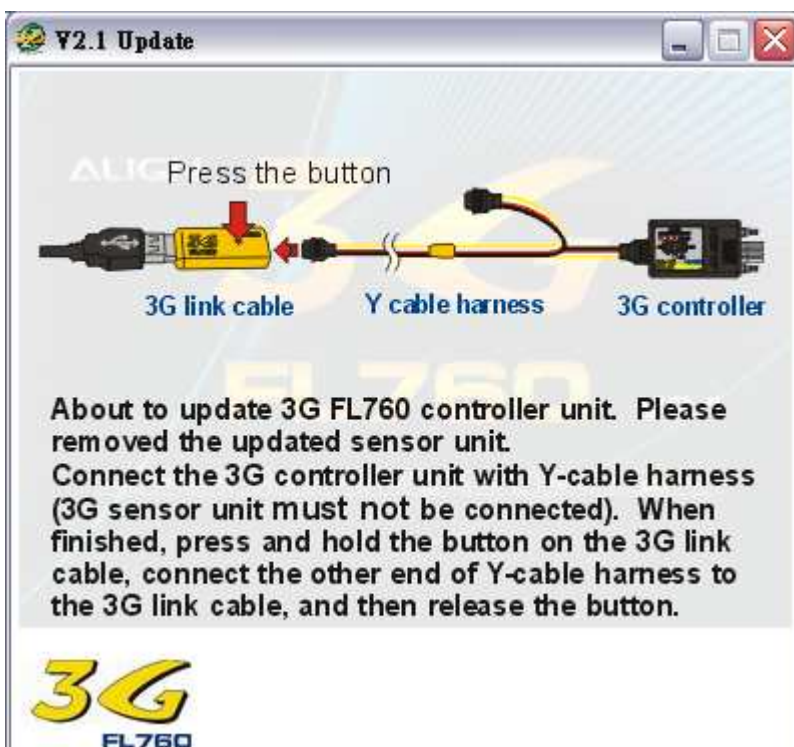 V2.1 Update
ALIGN
Press the button
3G link cable
Y cable harness
3G controller
3G
FL760
About to update 3G FL760 controller unit. Please
removed the updated sensor unit.
Connect the 3G controller unit with Y-cable harness
(3G sensor unit must not be connected). When
finished, press and hold the button on the 3G link
cable, connect the other end of Y-cable harness to
the 3G link cable, and then release the button.
3G
FL760